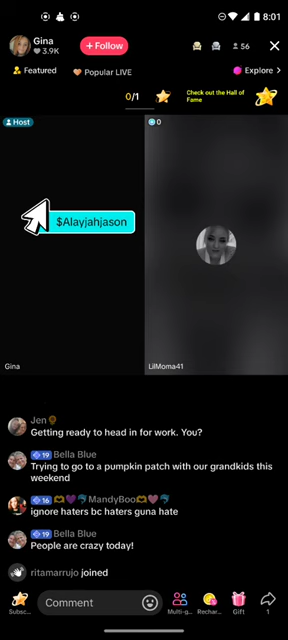 8:01
Gina
3.9K
+ Follow
56
Featured
Popular LIVE
Explore >
0/1
Check out the Hall of
Fame
Host
0
$Alayjahjason
Gina
LilMoma41
Jen
Getting ready to head in for work. You?
19 Bella Blue
Trying to go to a pumpkin patch with our grandkids this
weekend
16 MandyBoo
ignore haters bc haters guna hate
19 Bella Blue
People are crazy today!
ritamarrujo joined
Comment
Subsc...
Multi-g...
Rechar...
Gift
1